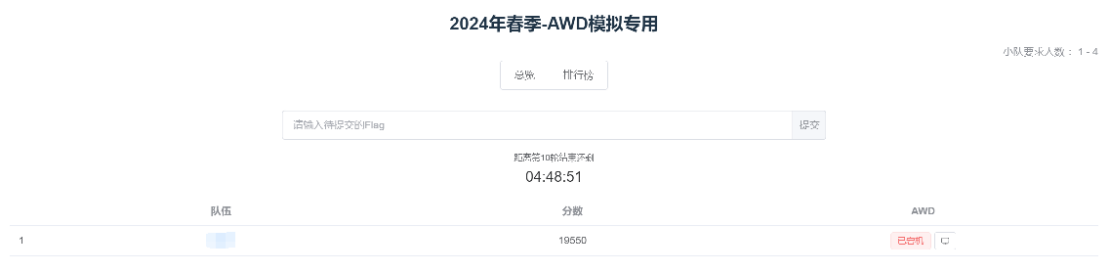 2024年春季-AWD模拟专用
小队要求人数： 1 - 4
总览 排行榜
请输入待提交的Flag 提交
距离第10轮结束还剩
04:48:51
队伍 分数 AWD
1 19550 已宕机